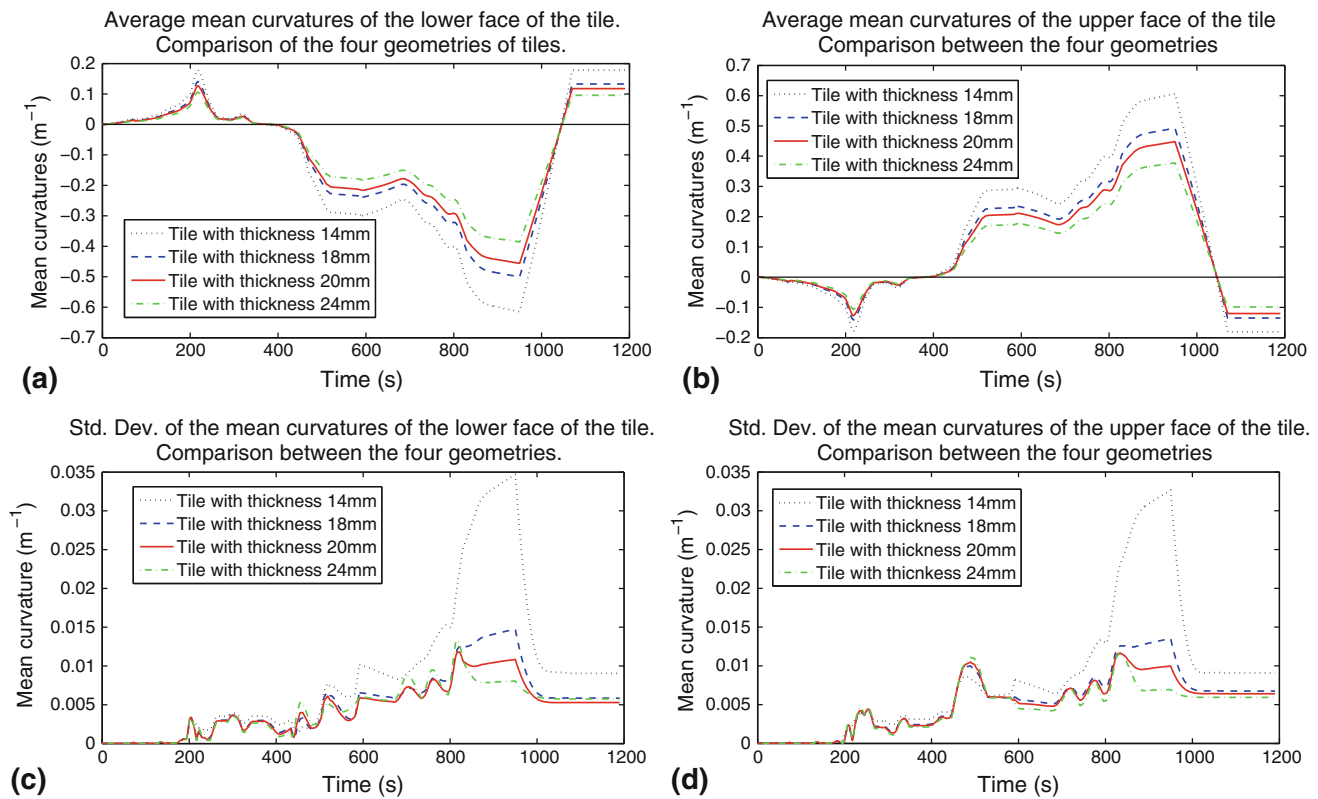 Average mean curvatures of the lower face of the tile.
Comparison of the four geometries of tiles.
0.2
0.1
0
−0.1
−0.2
−0.3
−0.4
−0.5
−0.6
−0.7
Mean curvatures (m⁻¹)
Tile with thickness 14mm
Tile with thickness 18mm
Tile with thickness 20mm
Tile with thickness 24mm
0 200 400 600 800 1000 1200
Time (s)
(a)
Average mean curvatures of the upper face of the tile
Comparison between the four geometries
0.7
0.6
0.5
0.4
0.3
0.2
0.1
0
−0.1
−0.2
Mean curvatures (m⁻¹)
Tile with thickness 14mm
Tile with thickness 18mm
Tile with thickness 20mm
Tile with thickness 24mm
0 200 400 600 800 1000 1200
Time (s)
(b)
Std. Dev. of the mean curvatures of the lower face of the tile.
Comparison between the four geometries.
0.035
0.03
0.025
0.02
0.015
0.01
0.005
0
Mean curvature (m⁻¹)
Tile with thickness 14mm
Tile with thickness 18mm
Tile with thickness 20mm
Tile with thickness 24mm
0 200 400 600 800 1000 1200
Time (s)
(c)
Std. Dev. of the mean curvatures of the upper face of the tile.
Comparison between the four geometries
0.035
0.03
0.025
0.02
0.015
0.01
0.005
0
Mean curvature (m⁻¹)
Tile with thickness 14mm
Tile with thickness 18mm
Tile with thickness 20mm
Tile with thicnkess 24mm
0 200 400 600 800 1000 1200
Time (s)
(d)